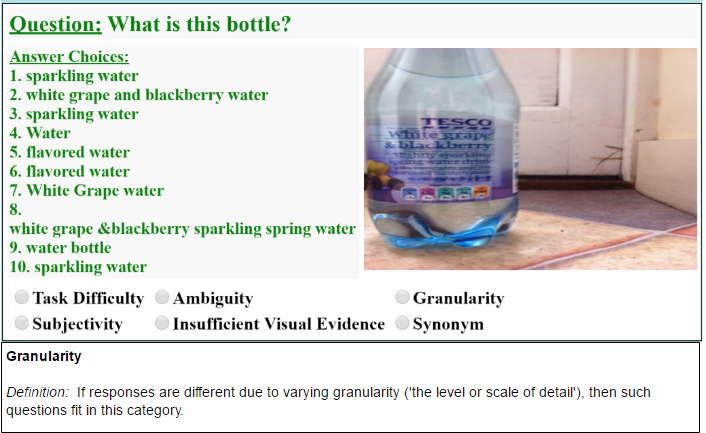 Question: What is this bottle?
Answer Choices:
1. sparkling water
2. white grape and blackberry water
3. sparkling water
4. Water
5. flavored water
6. flavored water
7. White Grape water
8.
white grape &blackberry sparkling spring water
9. water bottle
10. sparkling water
TESCO
White grape
& blackberry
Slightly sparkling
Task Difficulty Ambiguity Granularity
Subjectivity Insufficient Visual Evidence Synonym
Granularity
Definition: If responses are different due to varying granularity ('the level or scale of detail'), then such
questions fit in this category.